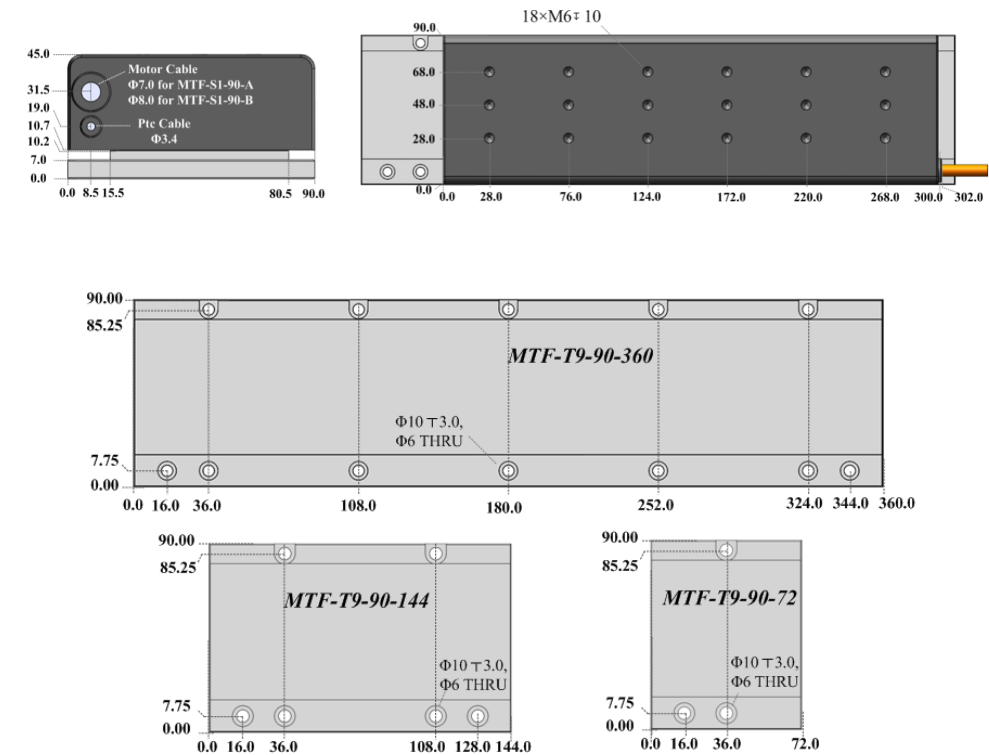 18×M6↧ 10
45.0
31.5
19.0
10.7
10.2
7.0
0.0
Motor Cable
Φ7.0 for MTF-S1-90-A
Φ8.0 for MTF-S1-90-B
Ptc Cable
Φ3.4
0.0 8.5 15.5 80.5 90.0
90.0
68.0
48.0
28.0
0.0
0.0 28.0 76.0 124.0 172.0 220.0 268.0 300.0 302.0
90.00
85.25
MTF-T9-90-360
Φ10 ⊤3.0,
Φ6 THRU
7.75
0.00
0.0 16.0 36.0 108.0 180.0 252.0 324.0 344.0 360.0
90.00
85.25
MTF-T9-90-144
Φ10 ⊤3.0,
Φ6 THRU
7.75
0.00
0.0 16.0 36.0 108.0 128.0 144.0
90.00
85.25
MTF-T9-90-72
Φ10 ⊤3.0,
Φ6 THRU
7.75
0.00
0.0 16.0 36.0 72.0